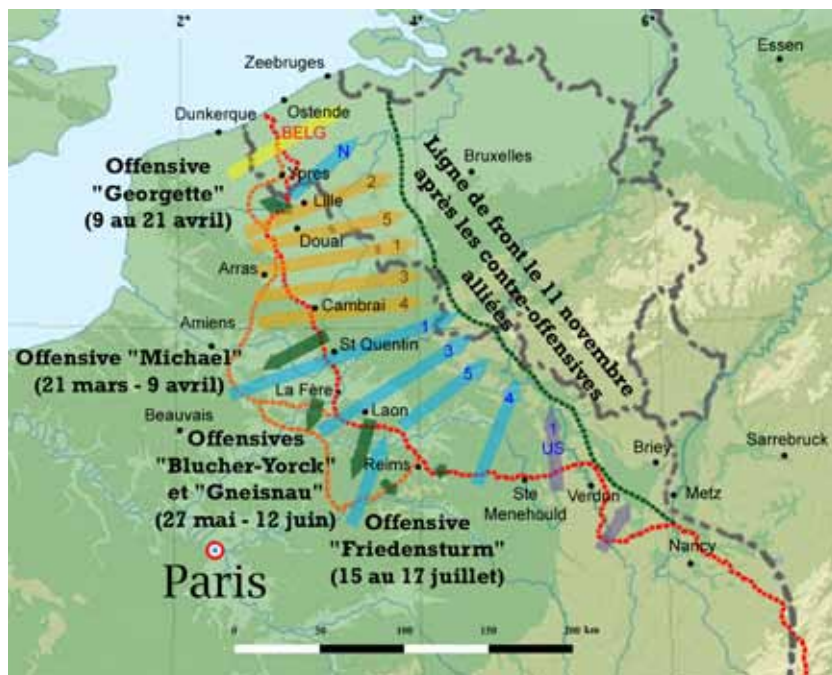 2°
4°
6°
Essen
Zeebruges
Ostende
Dunkerque
BELG
N
Ypres
Bruxelles
Offensive
"Georgette"
(9 au 21 avril)
Lille
2
5
Douai
1
Arras
3
Cambrai
4
Ligne de front le 11 novembre
après les contre-offensives
alliées
Amiens
St Quentin
1
3
5
4
Offensive "Michael"
(21 mars - 9 avril)
La Fère
Laon
1
US
Beauvais
Offensives
"Blucher-Yorck"
et "Gneisnau"
(27 mai - 12 juin)
Reims
Ste
Menehould
Verdun
Briey
Metz
Sarrebruck
Offensive
"Friedensturm"
(15 au 17 juillet)
Nancy
Paris
0 50 100 150 200 km